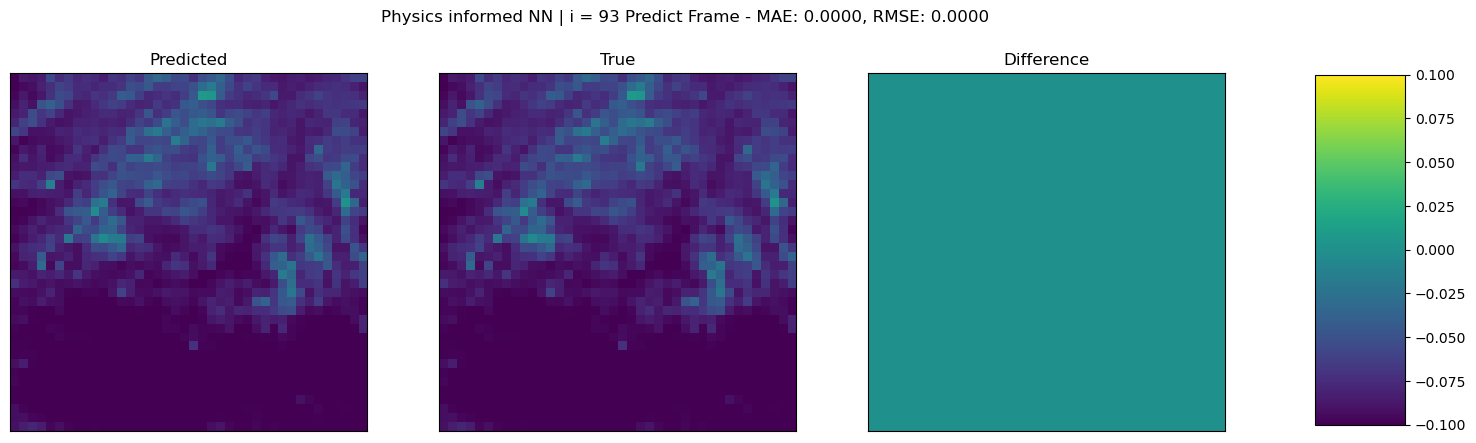 Physics informed NN | i = 93 Predict Frame - MAE: 0.0000, RMSE: 0.0000
Predicted
True
Difference
0.100
0.075
0.050
0.025
0.000
−0.025
−0.050
−0.075
−0.100